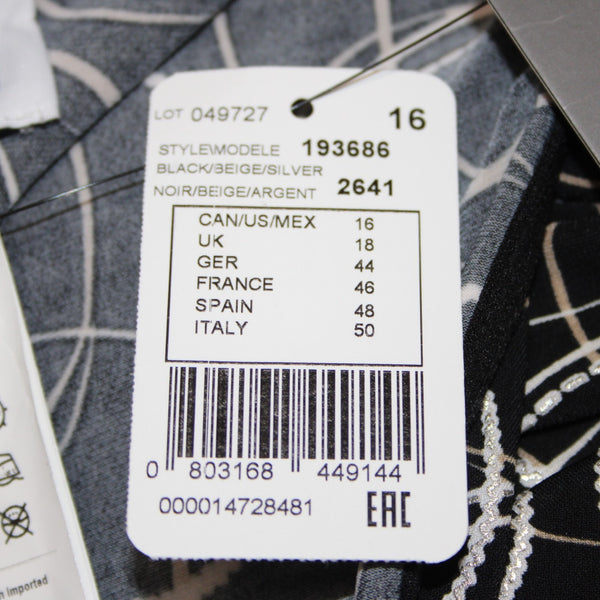 LOT 049727 16
STYLE\MODELE 193686
BLACK/BEIGE/SILVER
NOIR/BEIGE/ARGENT 2641
CAN/US/MEX 16
UK 18
GER 44
FRANCE 46
SPAIN 48
ITALY 50
0 803168 449144
000014728481 EAC
imported